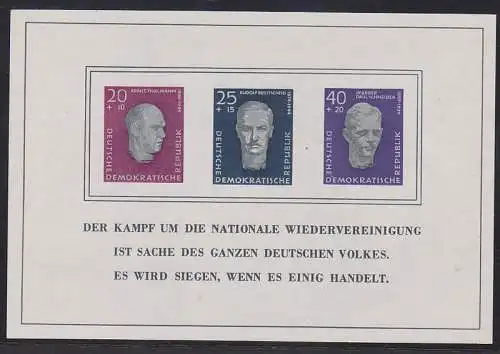 20
+ 10
ERNST THÄLMANN
DEUTSCHE
DEMOKRATISCHE
REPUBLIK
25
+ 15
RUDOLF BREITSCHEID
DEUTSCHE
DEMOKRATISCHE
REPUBLIK
40
+ 20
PFARRER
PAUL SCHNEIDER
DEUTSCHE
DEMOKRATISCHE
REPUBLIK
DER KAMPF UM DIE NATIONALE WIEDERVEREINIGUNG
IST SACHE DES GANZEN DEUTSCHEN VOLKES.
ES WIRD SIEGEN, WENN ES EINIG HANDELT.